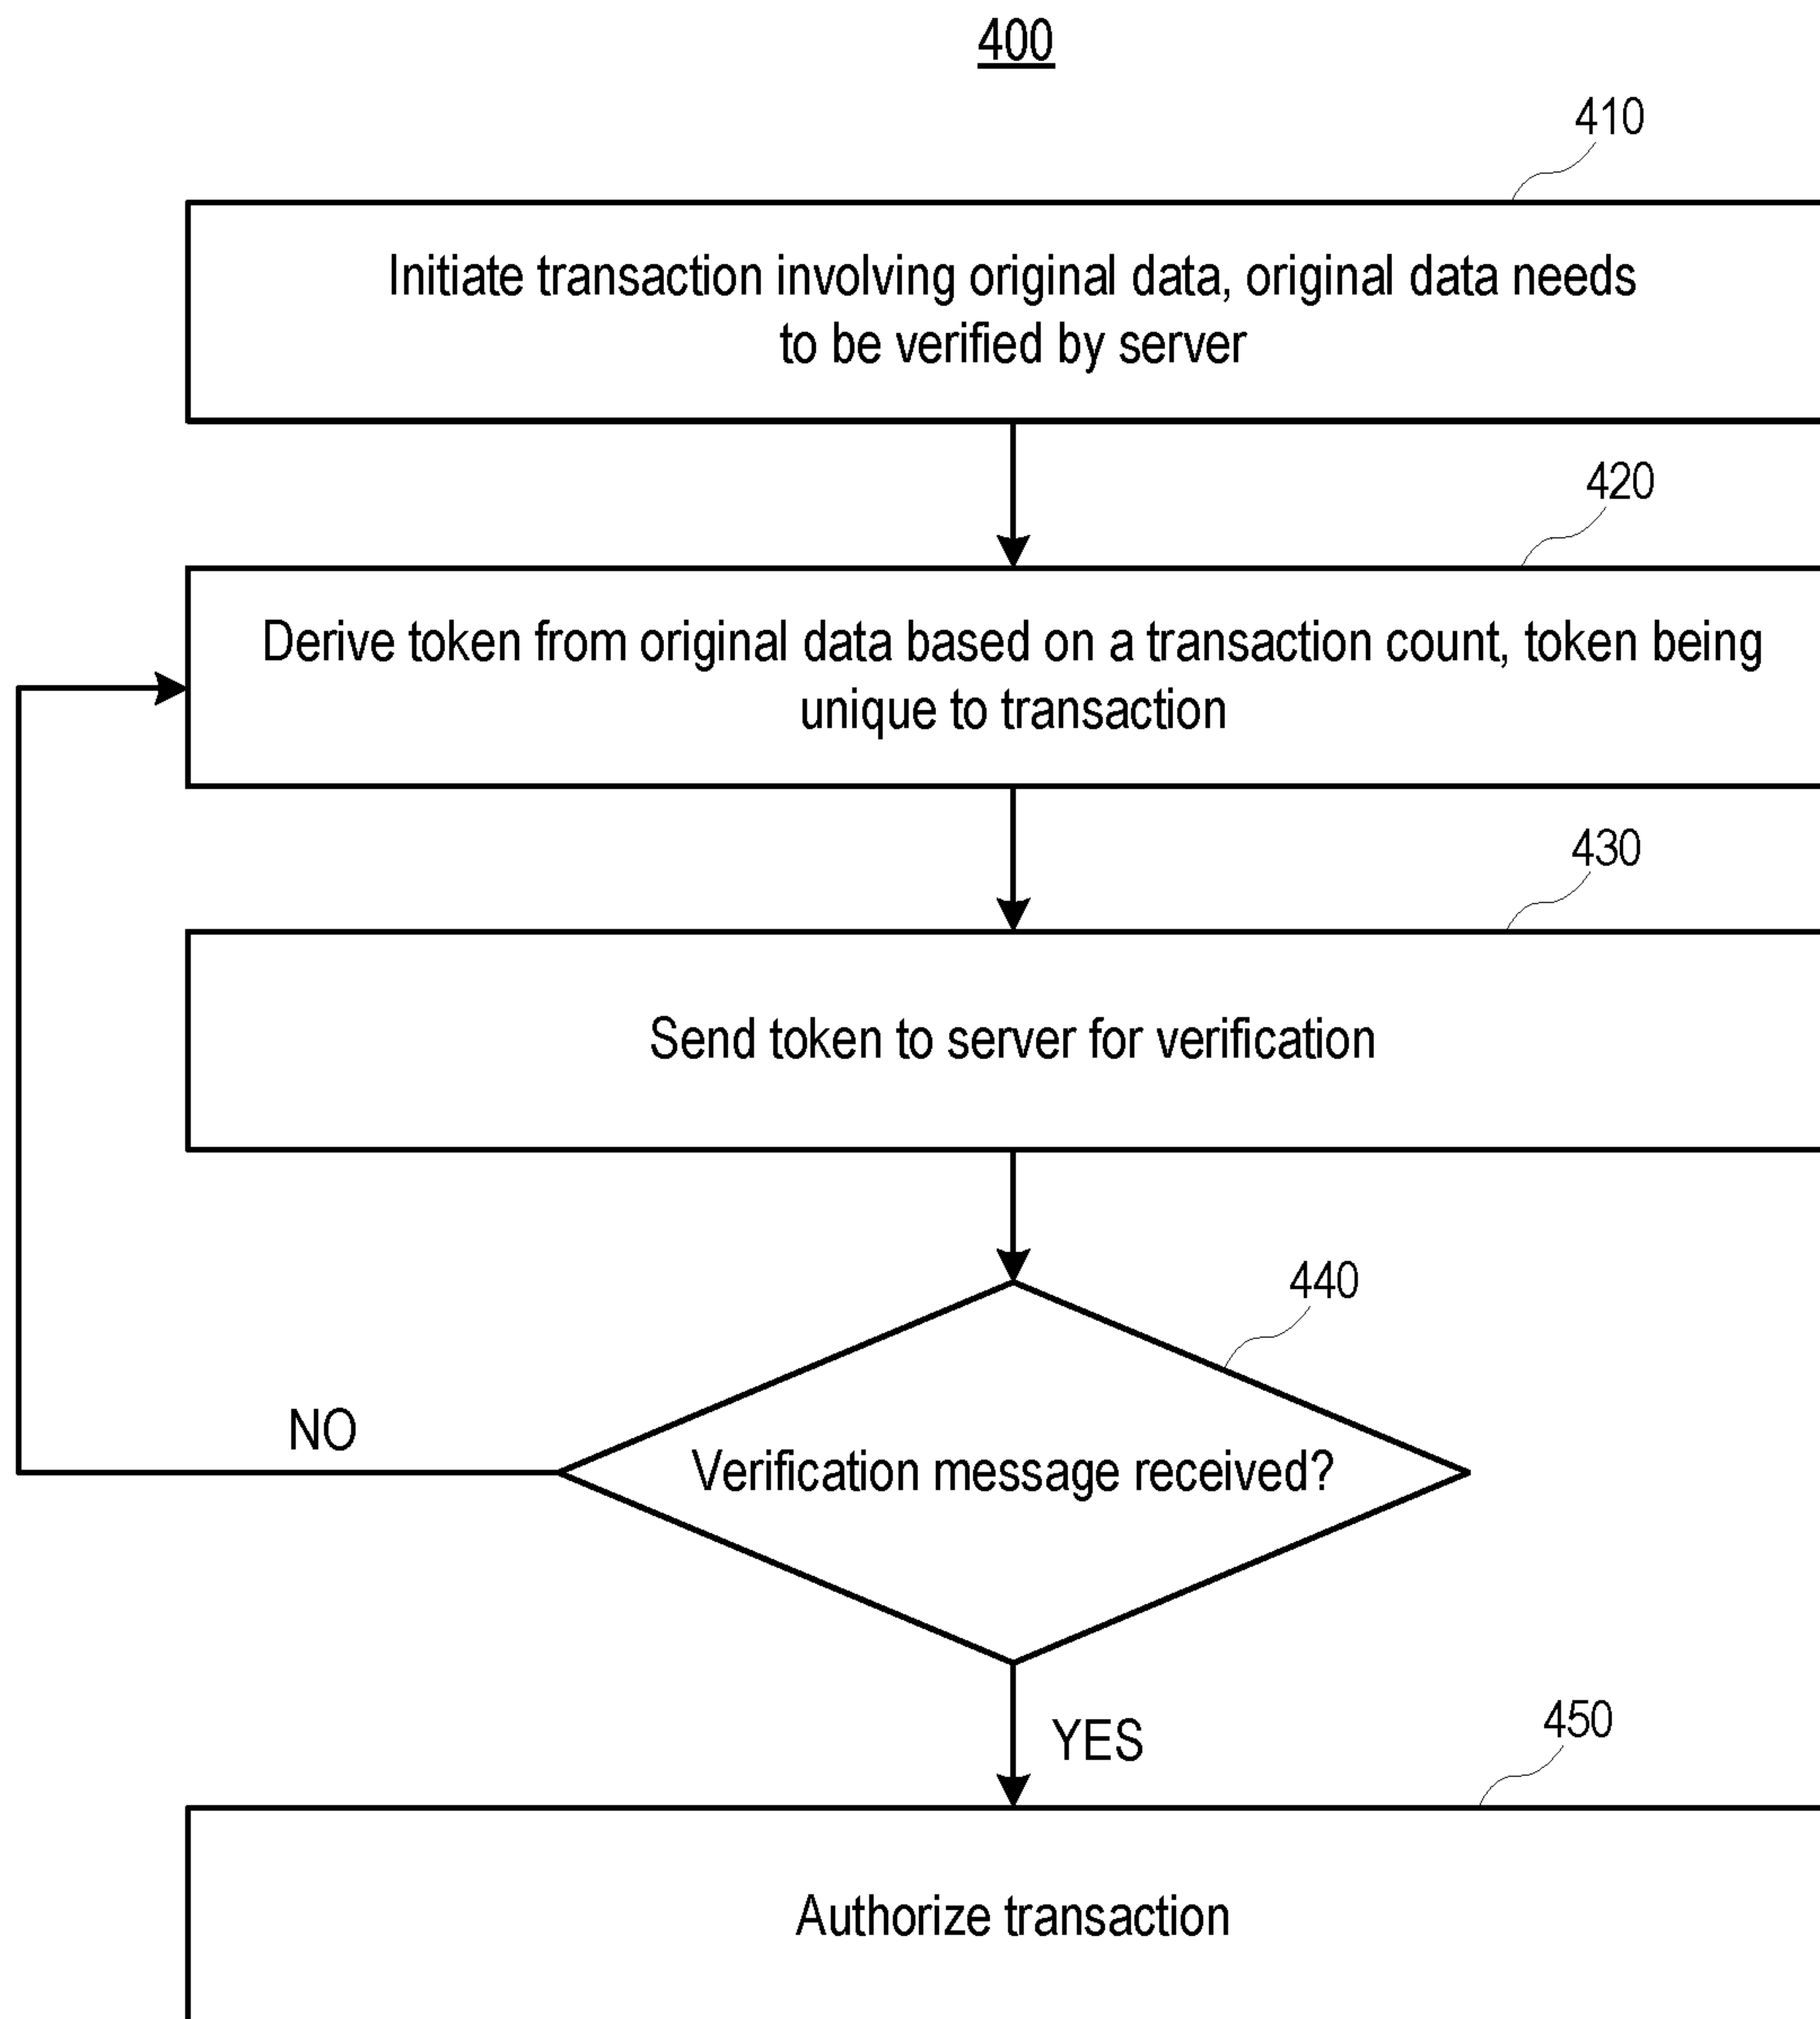 400
410
Initiate transaction involving original data, original data needs
to be verified by server
420
Derive token from original data based on a transaction count, token being
unique to transaction
430
Send token to server for verification
440
Verification message received?
NO
YES
450
Authorize transaction